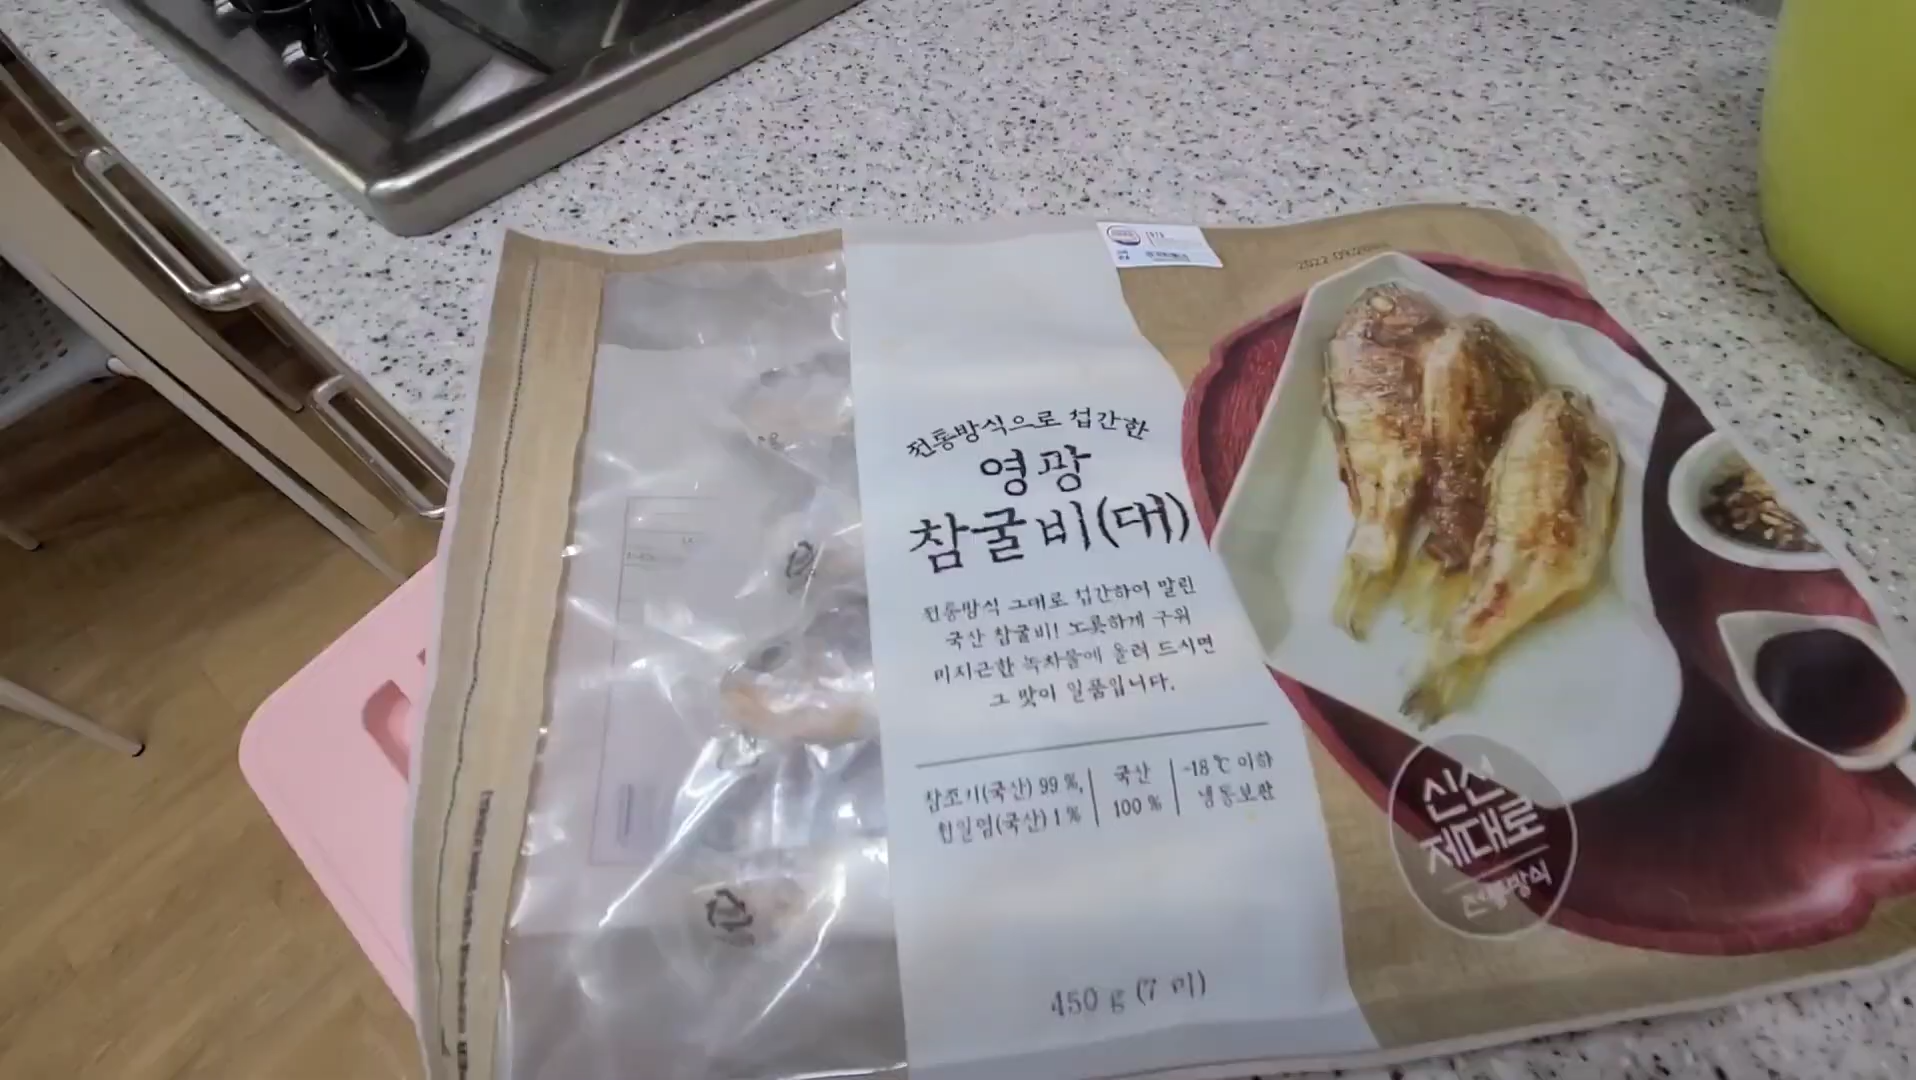 전통방식으로 섭간한
영광
참굴비(대)
전통방식 그대로 섭간하여 말린
국산 참굴비! 노릇하게 구워
미지근한 녹차물에 올려 드시면
그 맛이 일품입니다.
참조기(국산) 99 %,
천일염(국산) 1 %
국산
100 %
-18 ℃ 이하
냉동보관
450 g (7 미)
신선
제대로
전통방식